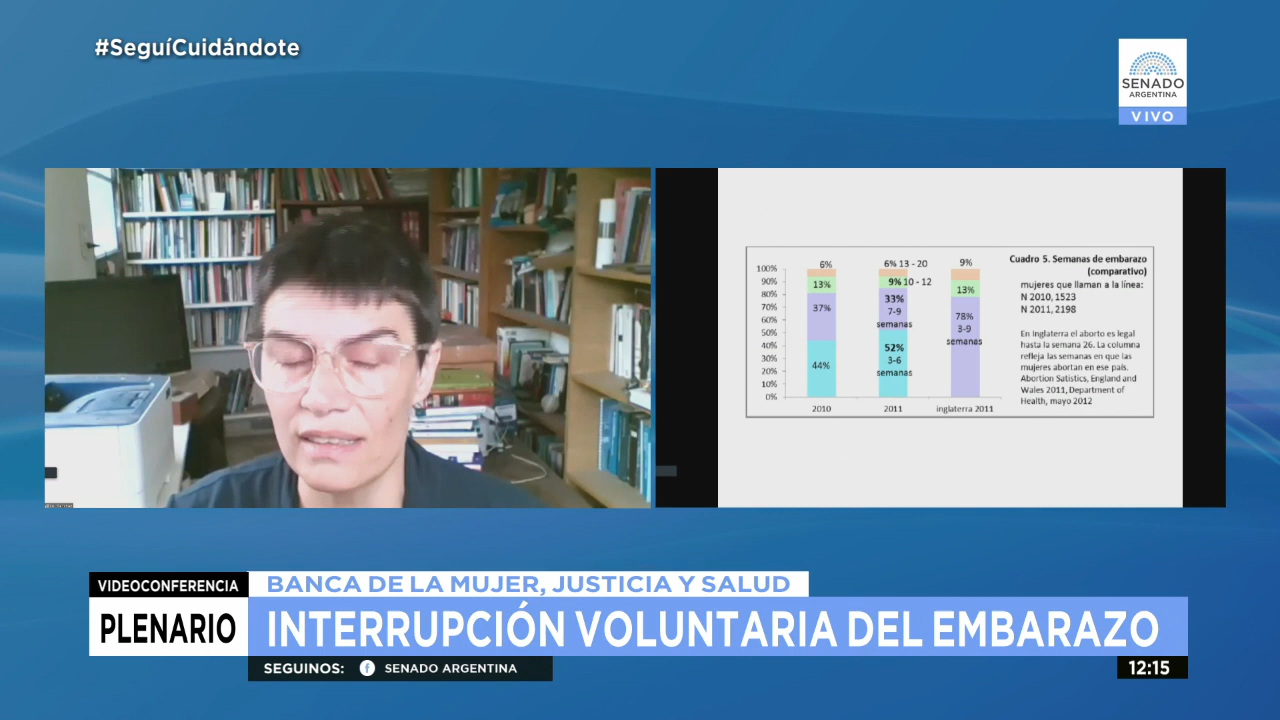 #SeguíCuidándote
SENADO
ARGENTINA
VIVO
Cuadro 5. Semanas de embarazo
(comparativo)
mujeres que llaman a la línea:
N 2010, 1523
N 2011, 2198
En Inglaterra el aborto es legal
hasta la semana 26. La columna
refleja las semanas en que las
mujeres abortan en ese país.
Abortion Satistics, England and
Wales 2011, Department of
Health, mayo 2012
100%
90%
80%
70%
60%
50%
40%
30%
20%
10%
0%
6%
13%
37%
44%
2010
6% 13 - 20
9% 10 - 12
33%
7-9
semanas
52%
3-6
semanas
2011
9%
13%
78%
3-9
semanas
inglaterra 2011
VIDEOCONFERENCIA
BANCA DE LA MUJER, JUSTICIA Y SALUD
PLENARIO
INTERRUPCIÓN VOLUNTARIA DEL EMBARAZO
SEGUINOS: f SENADO ARGENTINA
12:15